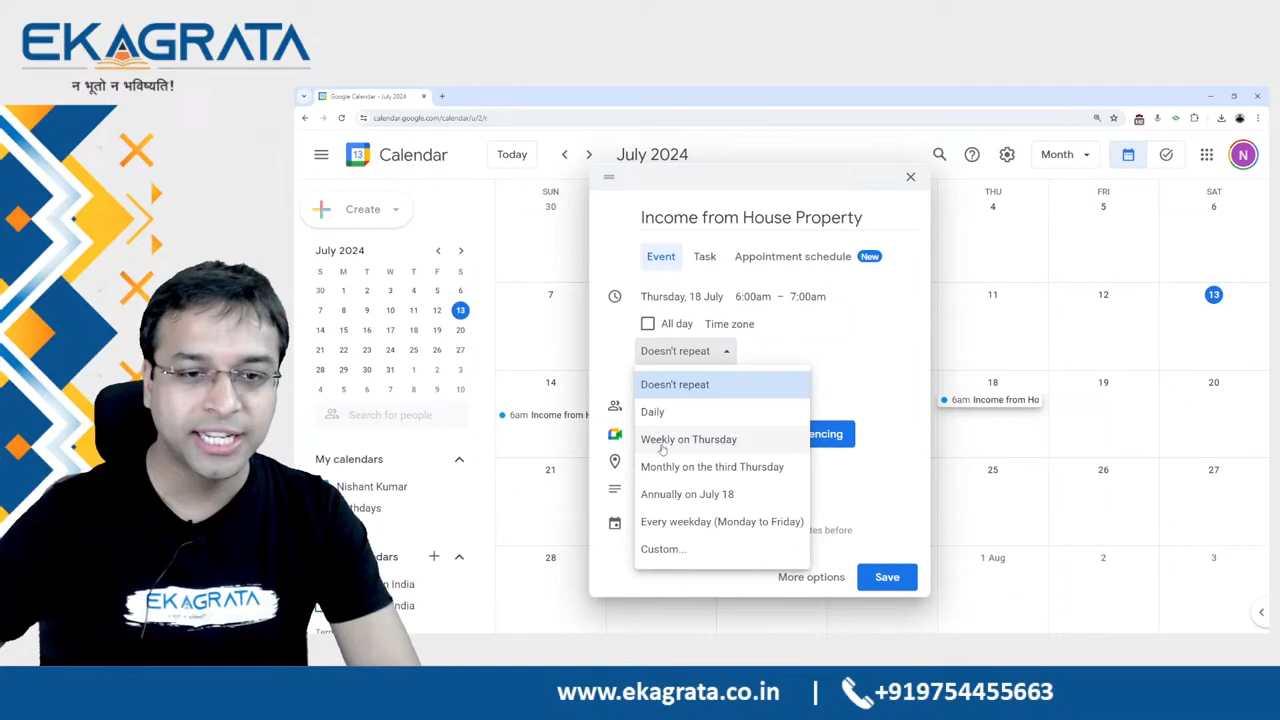 EKAGRATA
न भूतो न भविष्यति!
Google Calendar - July 2024
calendar.google.com/calendar/u/2/r
13 Calendar Today July 2024 Month N
Create
July 2024
S M T W T F S
30 1 2 3 4 5 6
7 8 9 10 11 12 13
14 15 16 17 18 19 20
21 22 23 24 25 26 27
28 29 30 31 1 2 3
4 5 6 7 8 9 10
Search for people
My calendars
Nishant Kumar
thdays
ndars
n India
ndia
SUN
30
7
14
6am Income from H
21
28
Income from House Property
Event Task Appointment schedule New
Thursday, 18 July 6:00am – 7:00am
All day Time zone
Doesn't repeat
Doesn't repeat
Daily
Weekly on Thursday
Monthly on the third Thursday
Annually on July 18
Every weekday (Monday to Friday)
Custom...
encing
es before
More options Save
THU FRI SAT
4 5 6
11 12 13
18 19 20
6am Income from Ho
25 26 27
1 Aug 2 3
EKAGRATA
www.ekagrata.co.in | +919754455663